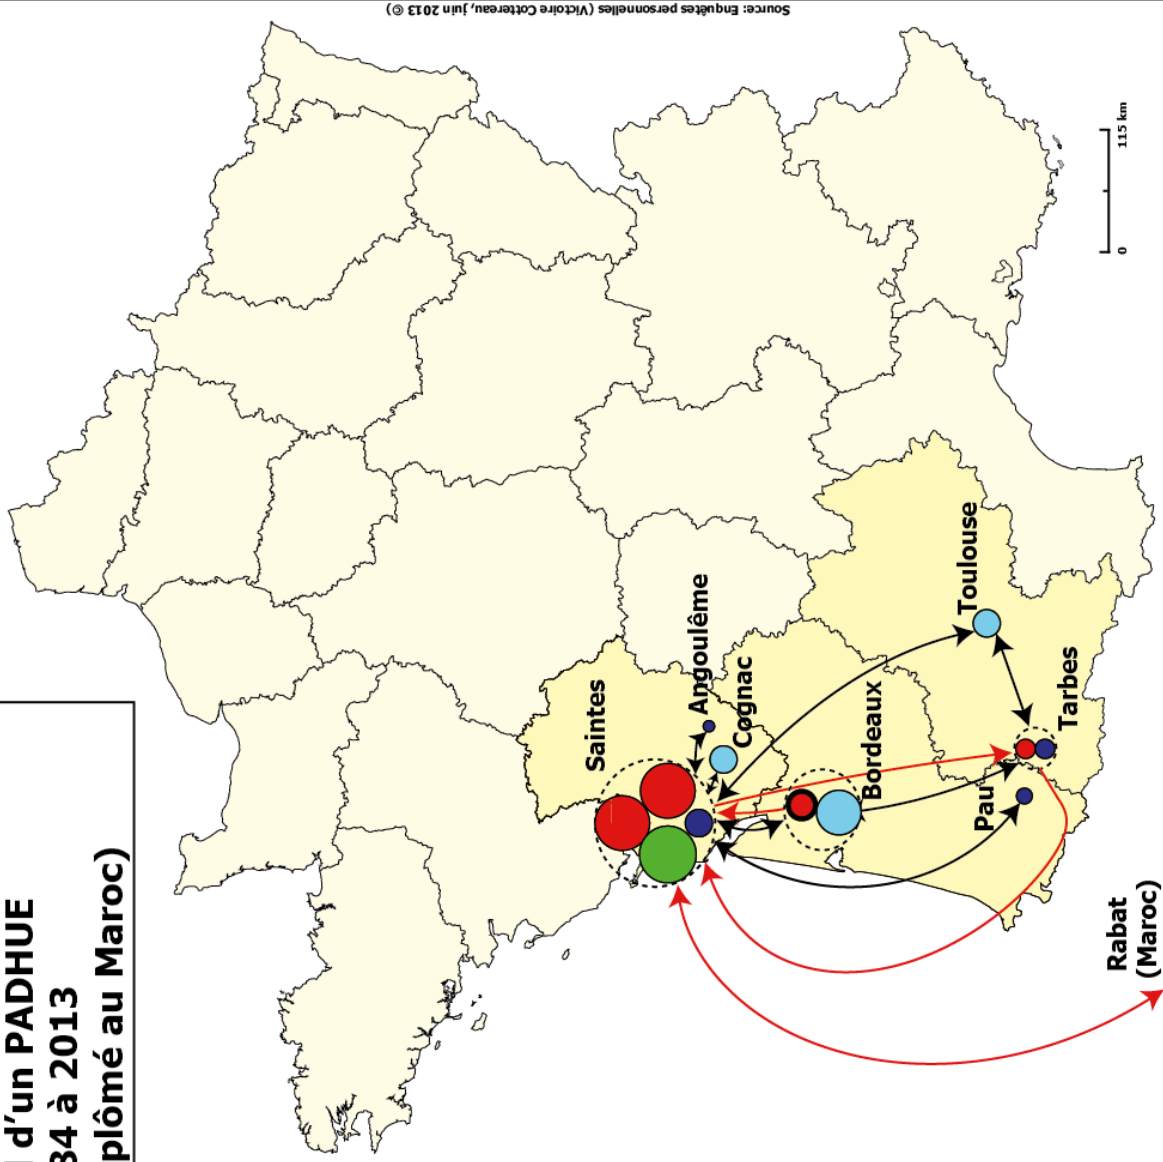 d’un PADHUE
34 à 2013
plômé au Maroc)
Source: Enquêtes personnelles (Victoire Cottereau, juin 2013 ©)
Saintes
Angoulême
Cognac
Bordeaux
Toulouse
Tarbes
Pau
Rabat
(Maroc)
0
115 km